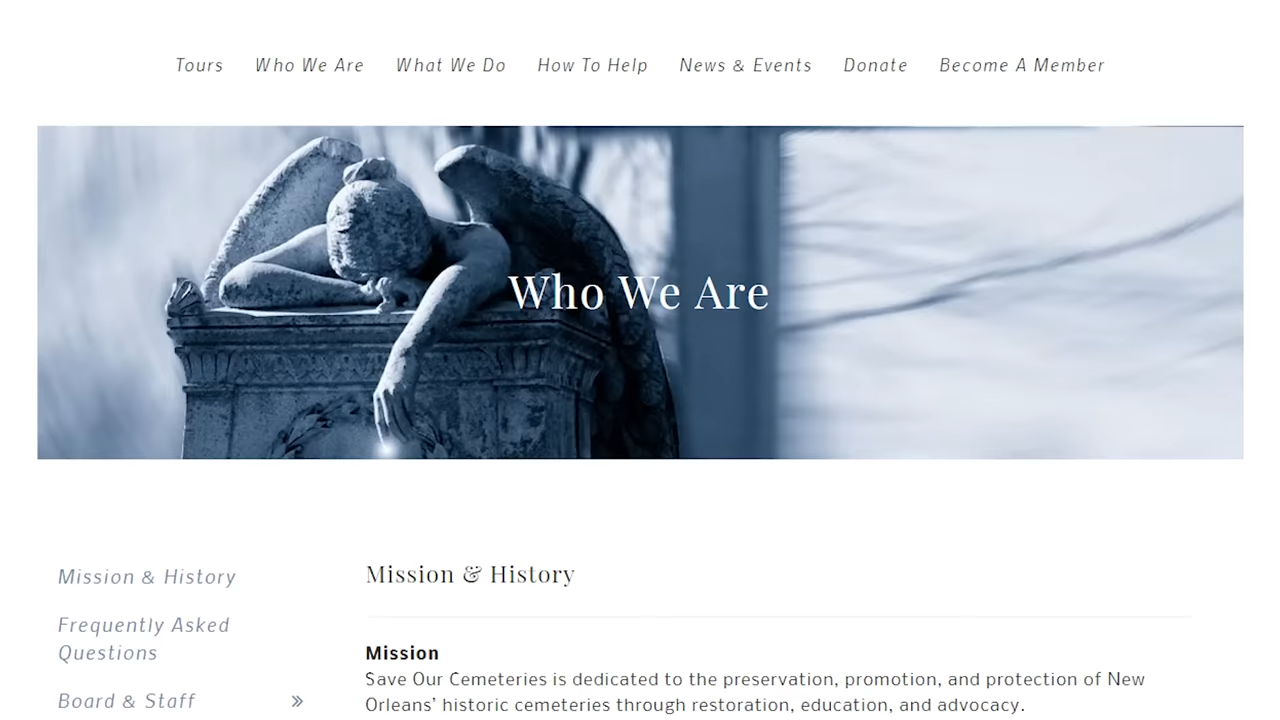 Tours Who We Are What We Do How To Help News & Events Donate Become A Member
Who We Are
Mission & History
Frequently Asked
Questions
Board & Staff »
Mission & History
Mission
Save Our Cemeteries is dedicated to the preservation, promotion, and protection of New
Orleans’ historic cemeteries through restoration, education, and advocacy.